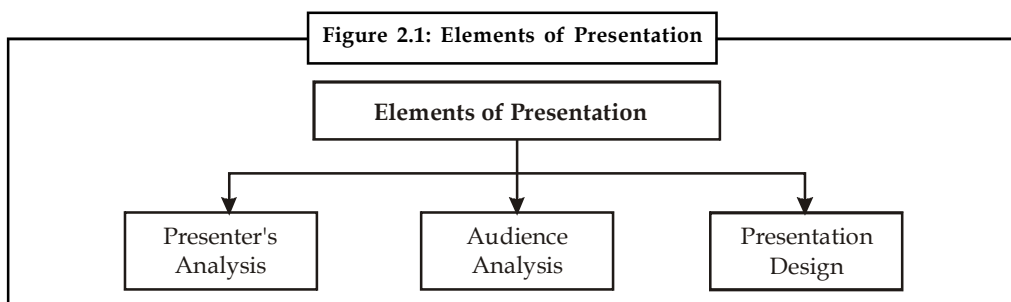 Figure 2.1: Elements of Presentation
Elements of Presentation
Presenter's
Analysis
Audience
Analysis
Presentation
Design